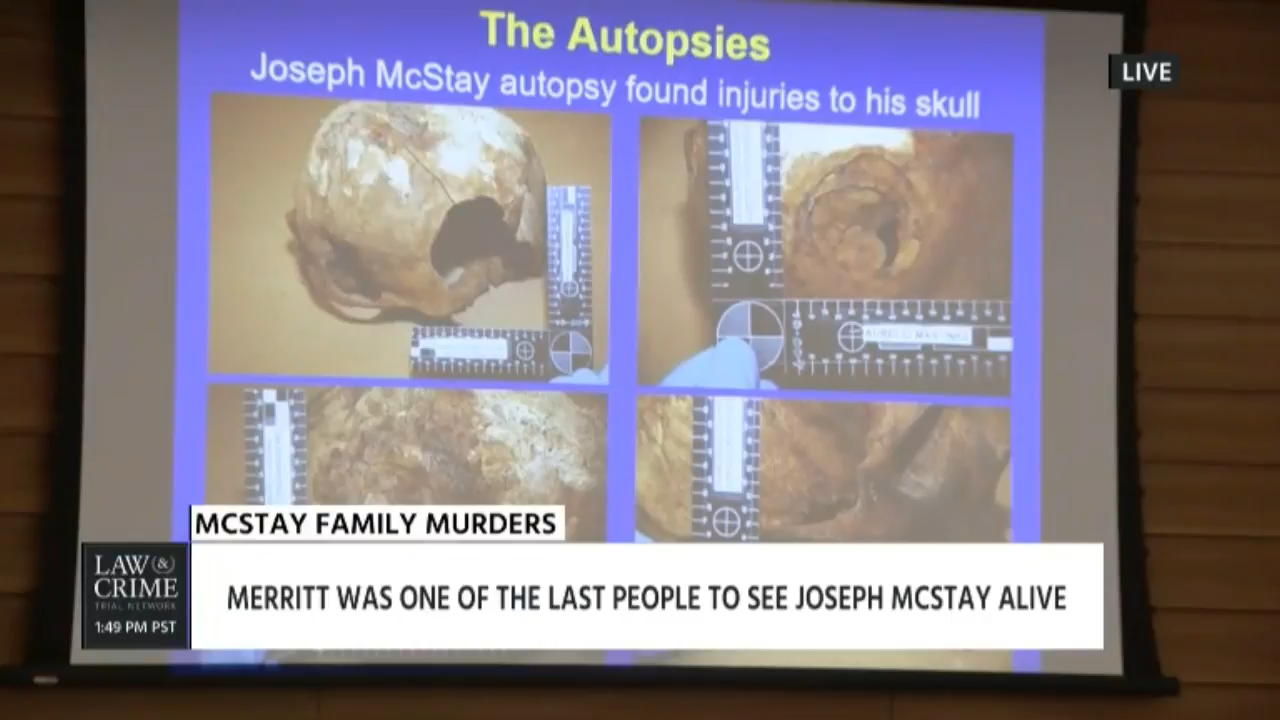 The Autopsies
Joseph McStay autopsy found injuries to his skull
LIVE
MCSTAY FAMILY MURDERS
LAW &
CRIME
TRIAL NETWORK
1:49 PM PST
MERRITT WAS ONE OF THE LAST PEOPLE TO SEE JOSEPH MCSTAY ALIVE